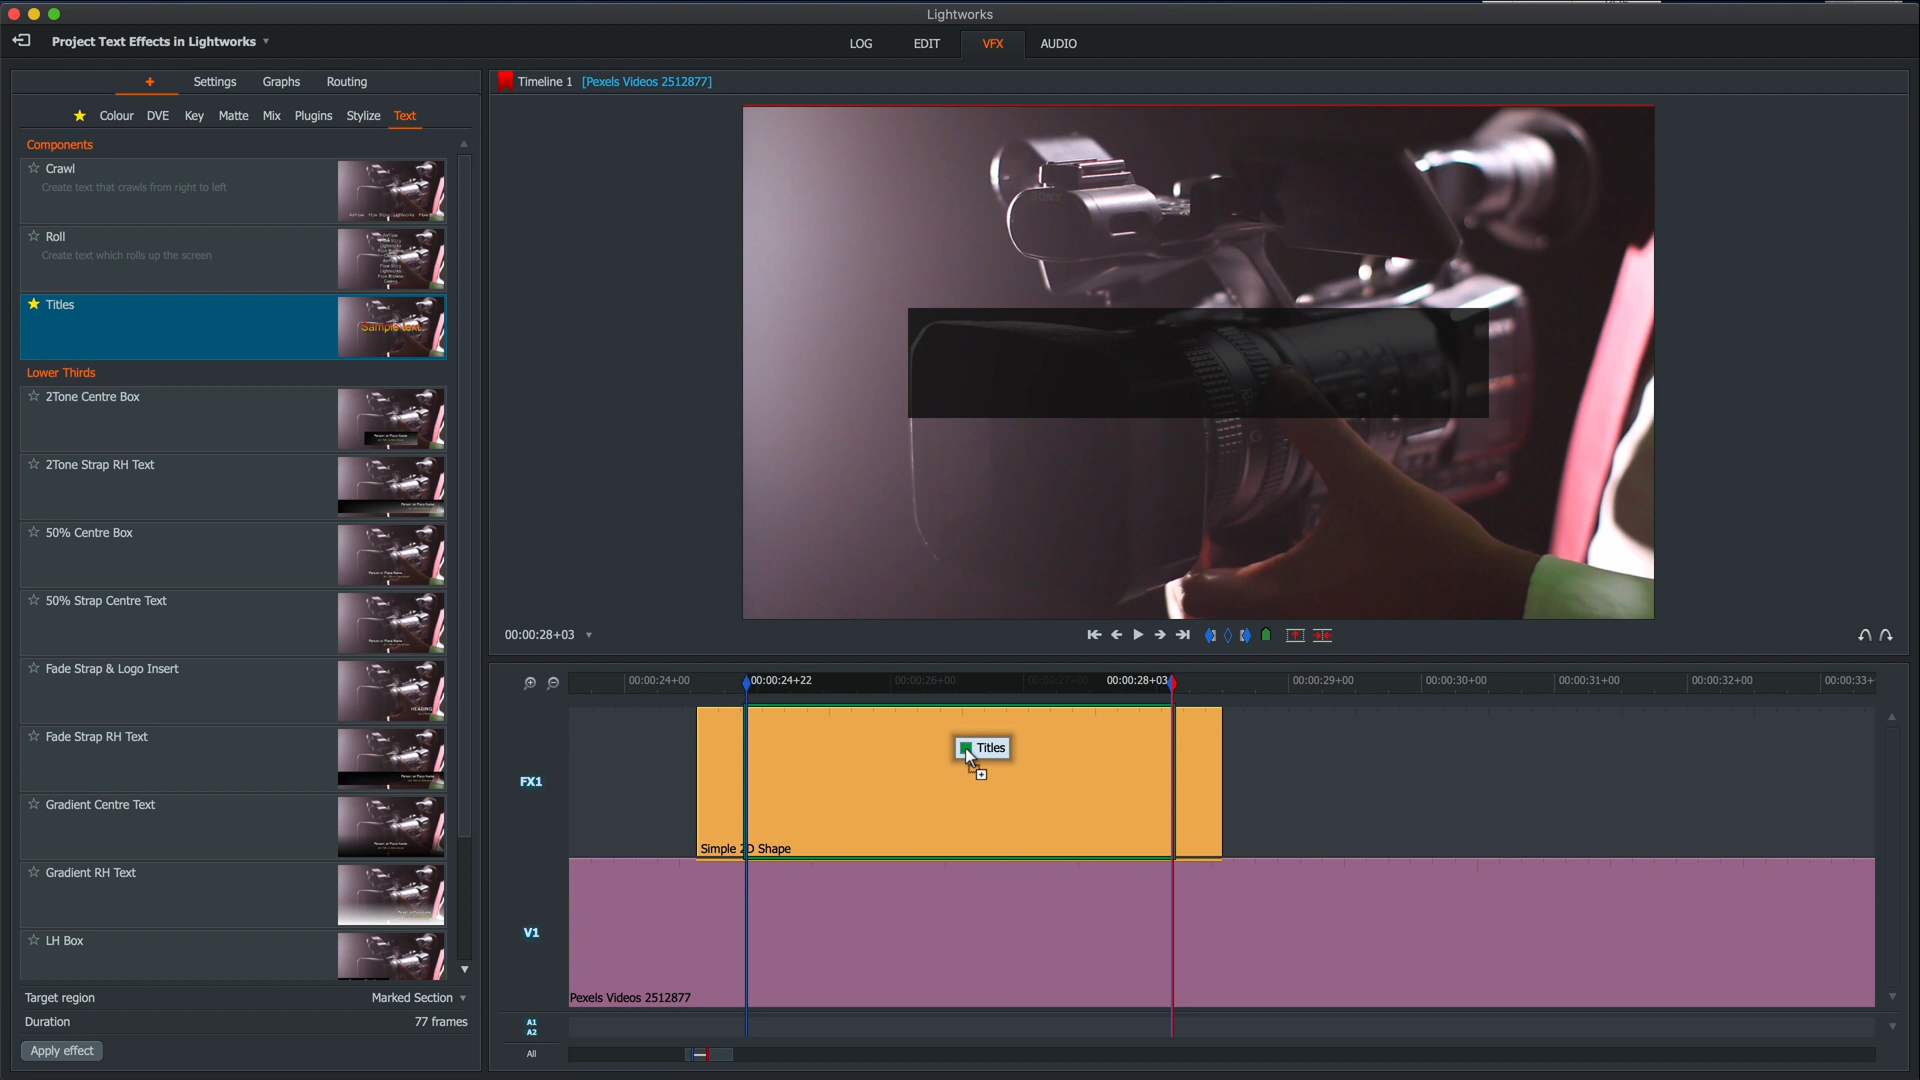 Lightworks
Project Text Effects in Lightworks
LOG EDIT VFX AUDIO
+ Settings Graphs Routing
Timeline 1 [Pexels Videos 2512877]
Colour DVE Key Matte Mix Plugins Stylize Text
Components
Crawl
Create text that crawls from right to left
Roll
Create text which rolls up the screen
Titles
Sample text
Lower Thirds
2Tone Centre Box
2Tone Strap RH Text
50% Centre Box
50% Strap Centre Text
Fade Strap & Logo Insert
HEADING
Fade Strap RH Text
Gradient Centre Text
Gradient RH Text
LH Box
Target region Marked Section
Duration 77 frames
Apply effect
SONY
00:00:28+03
00:00:24+00 00:00:24+22 00:00:26+00 00:00:27+00 00:00:28+03 00:00:29+00 00:00:30+00 00:00:31+00 00:00:32+00 00:00:33+
FX1
Titles
Simple 2D Shape
V1
Pexels Videos 2512877
A1
A2
All